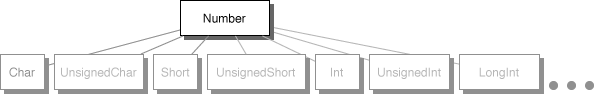 Number
Char
UnsignedChar
Short
UnsignedShort
Int
UnsignedInt
LongInt